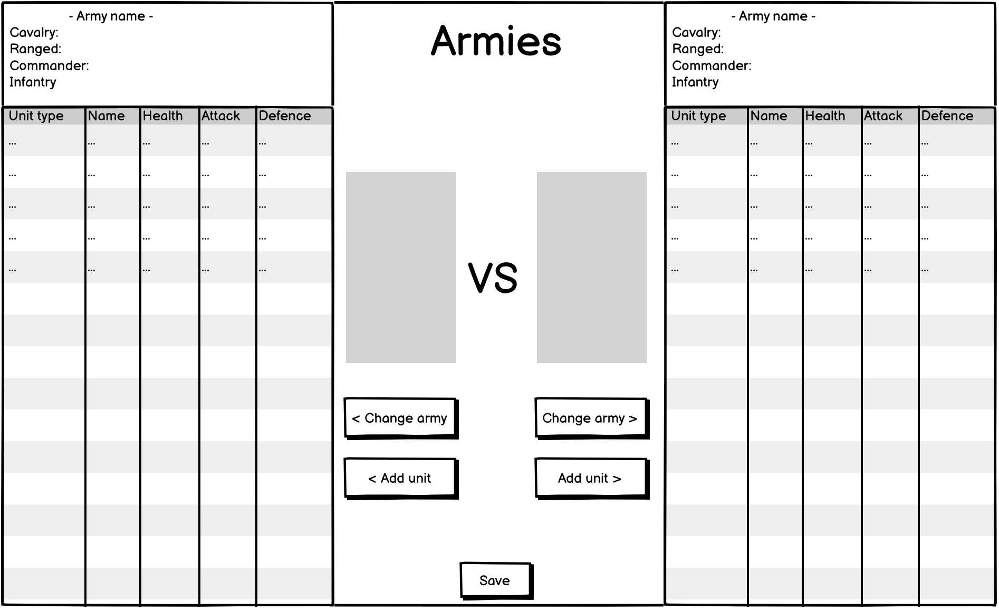 - Army name -
Cavalry:
Ranged:
Commander:
Infantry
Unit type Name Health Attack Defence
... ... ... ... ...
... ... ... ... ...
... ... ... ... ...
... ... ... ... ...
... ... ... ... ...
Armies
VS
< Change army
Change army >
< Add unit
Add unit >
Save
- Army name -
Cavalry:
Ranged:
Commander:
Infantry
Unit type Name Health Attack Defence
... ... ... ... ...
... ... ... ... ...
... ... ... ... ...
... ... ... ... ...
... ... ... ... ...